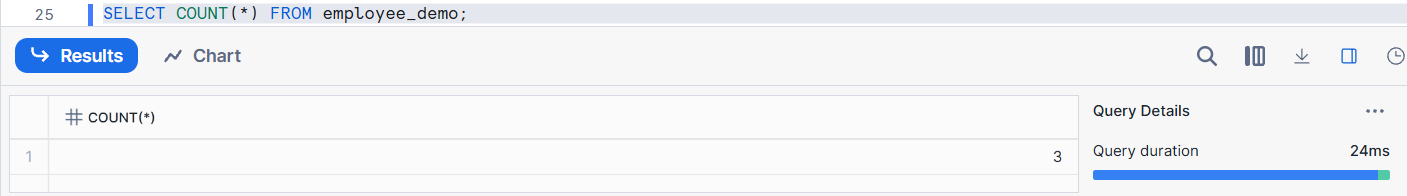 25 SELECT COUNT(*) FROM employee_demo;
Results Chart
COUNT(*)
1 3
Query Details
Query duration 24ms